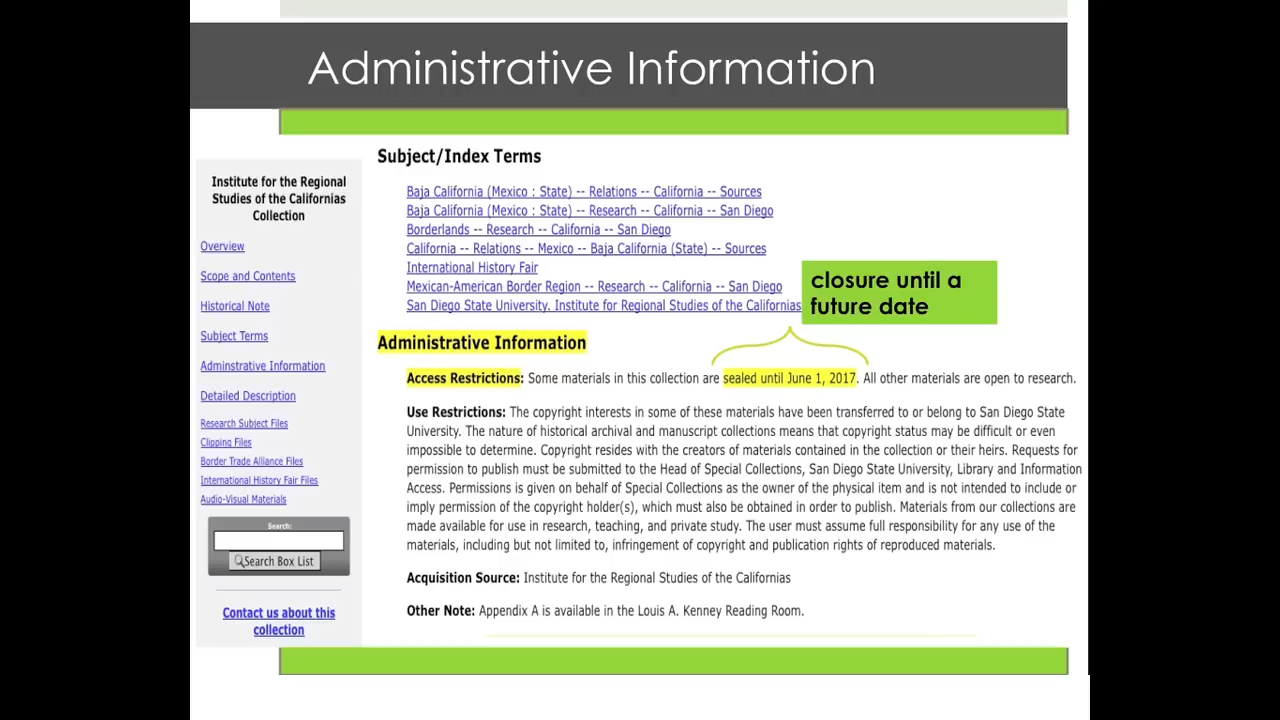 Administrative Information
Institute for the Regional
Studies of the Californias
Collection
Overview
Scope and Contents
Historical Note
Subject Terms
Adminstrative Information
Detailed Description
Research Subject Files
Clipping Files
Border Trade Alliance Files
International History Fair Files
Audio-Visual Materials
Search:
Search Box List
Contact us about this
collection
Subject/Index Terms
Baja California (Mexico : State) -- Relations -- California -- Sources
Baja California (Mexico : State) -- Research -- California -- San Diego
Borderlands -- Research -- California -- San Diego
California -- Relations -- Mexico -- Baja California (State) -- Sources
International History Fair
Mexican-American Border Region -- Research -- California -- San Diego
San Diego State University. Institute for Regional Studies of the Californias
closure until a
future date
Administrative Information
Access Restrictions: Some materials in this collection are sealed until June 1, 2017. All other materials are open to research.
Use Restrictions: The copyright interests in some of these materials have been transferred to or belong to San Diego State
University. The nature of historical archival and manuscript collections means that copyright status may be difficult or even
impossible to determine. Copyright resides with the creators of materials contained in the collection or their heirs. Requests for
permission to publish must be submitted to the Head of Special Collections, San Diego State University, Library and Information
Access. Permissions is given on behalf of Special Collections as the owner of the physical item and is not intended to include or
imply permission of the copyright holder(s), which must also be obtained in order to publish. Materials from our collections are
made available for use in research, teaching, and private study. The user must assume full responsibility for any use of the
materials, including but not limited to, infringement of copyright and publication rights of reproduced materials.
Acquisition Source: Institute for the Regional Studies of the Californias
Other Note: Appendix A is available in the Louis A. Kenney Reading Room.